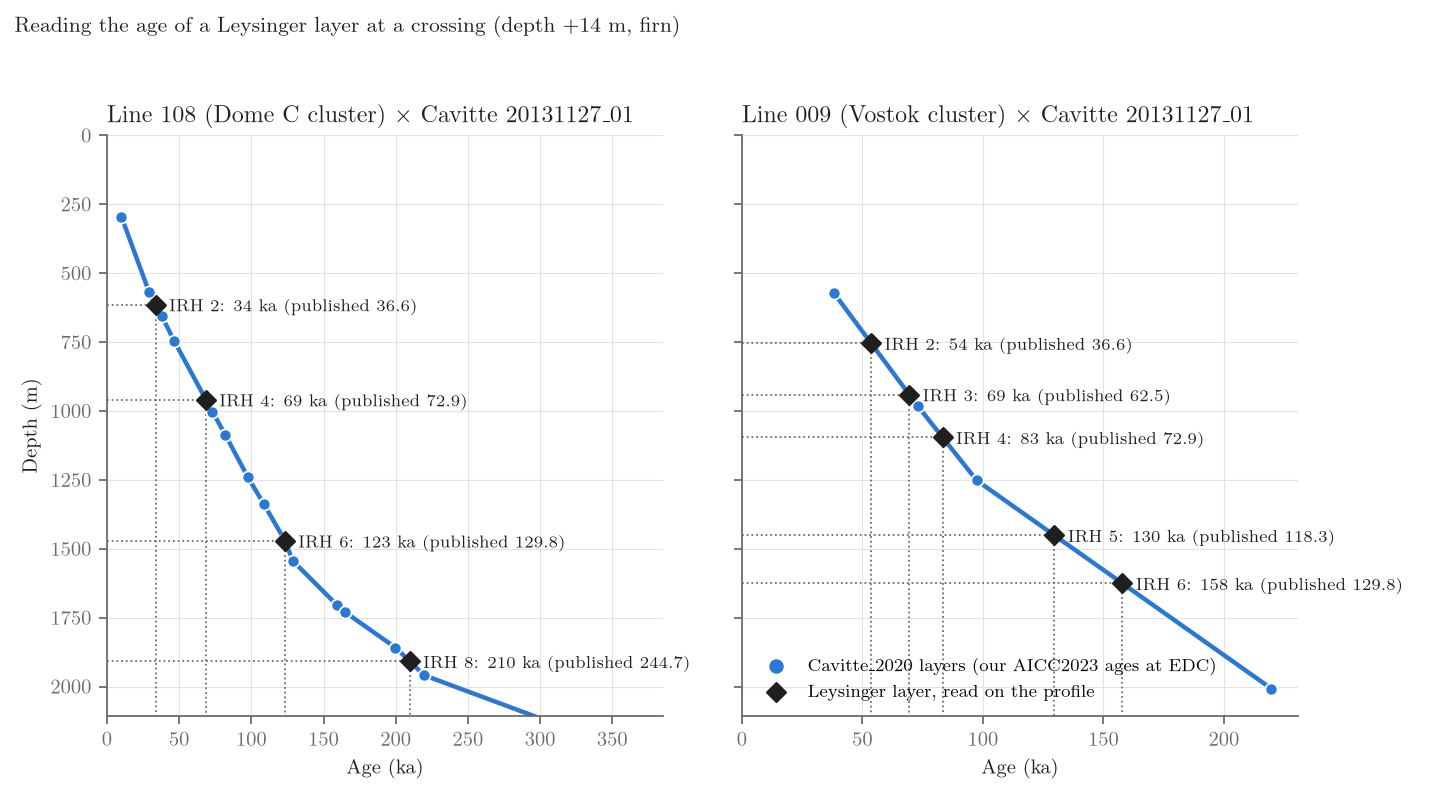 Reading the age of a Leysinger layer at a crossing (depth +14 m, firn)
Line 108 (Dome C cluster) × Cavitte 20131127_01
Depth (m)
0
250
500
750
1000
1250
1500
1750
2000
IRH 2: 34 ka (published 36.6)
IRH 4: 69 ka (published 72.9)
IRH 6: 123 ka (published 129.8)
IRH 8: 210 ka (published 244.7)
0 50 100 150 200 250 300 350
Age (ka)
Line 009 (Vostok cluster) × Cavitte 20131127_01
IRH 2: 54 ka (published 36.6)
IRH 3: 69 ka (published 62.5)
IRH 4: 83 ka (published 72.9)
IRH 5: 130 ka (published 118.3)
IRH 6: 158 ka (published 129.8)
Cavitte_2020 layers (our AICC2023 ages at EDC)
Leysinger layer, read on the profile
0 50 100 150 200
Age (ka)